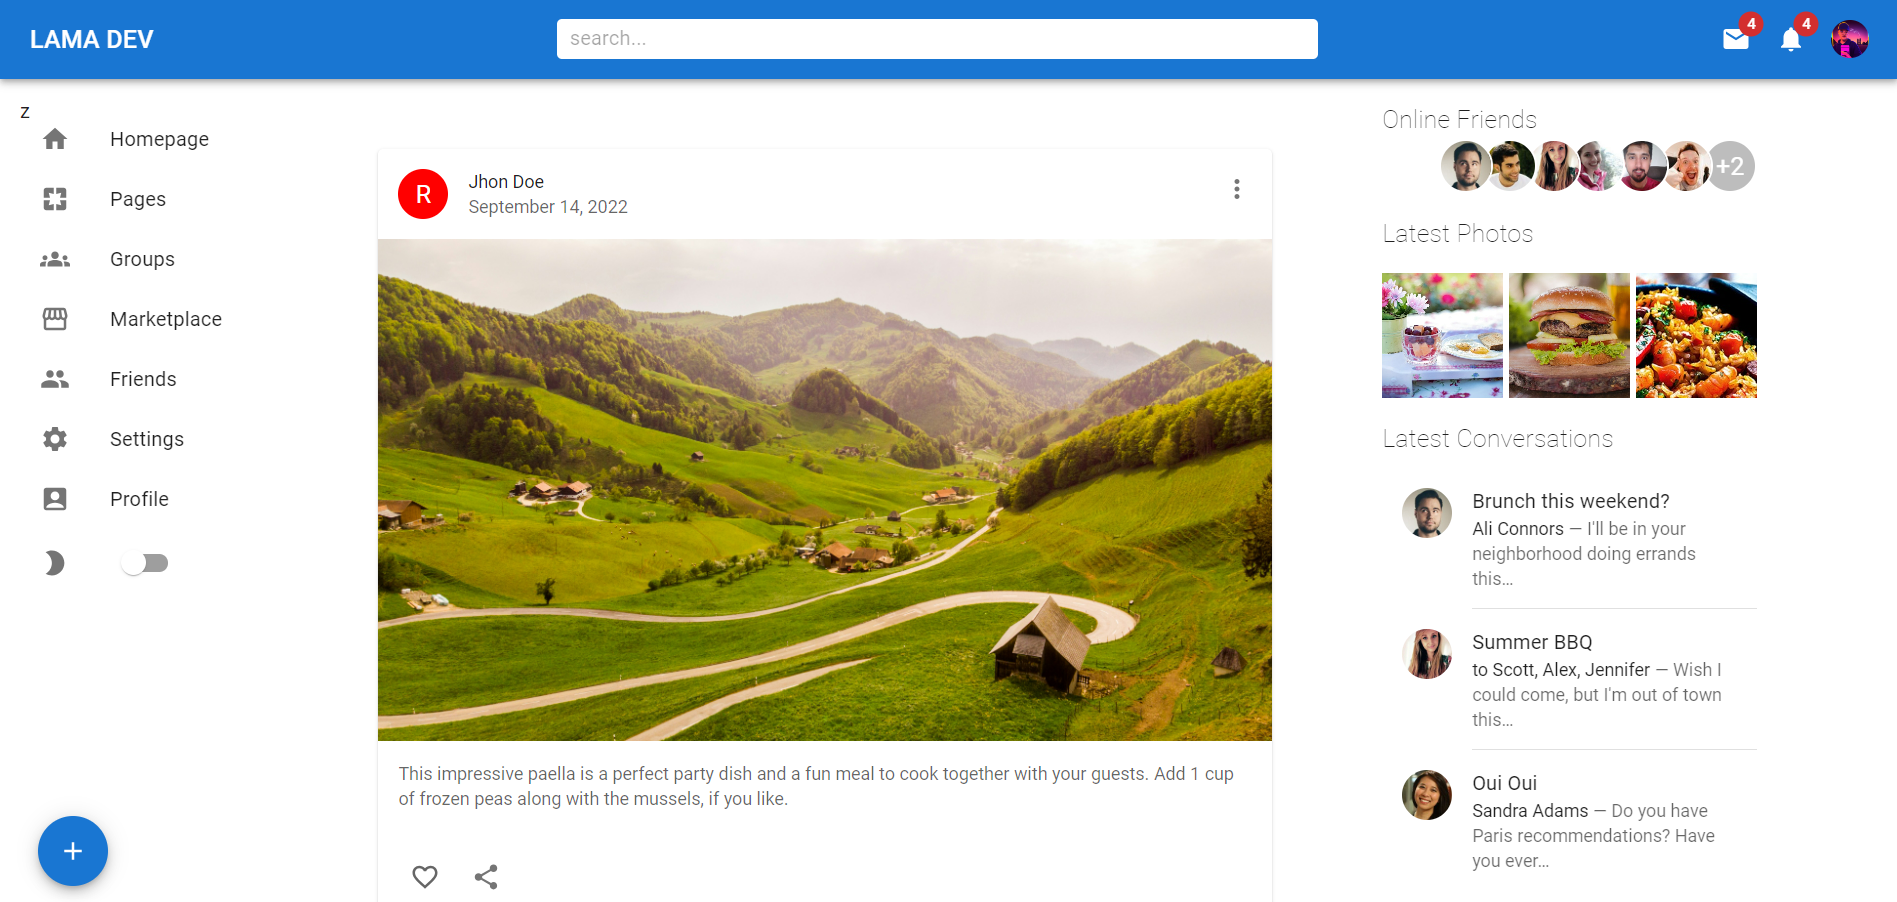 LAMA DEV
search...
4
4
z
Homepage
Pages
Groups
Marketplace
Friends
Settings
Profile
R
Jhon Doe
September 14, 2022
This impressive paella is a perfect party dish and a fun meal to cook together with your guests. Add 1 cup
of frozen peas along with the mussels, if you like.
Online Friends
+2
Latest Photos
Latest Conversations
Brunch this weekend?
Ali Connors — I'll be in your
neighborhood doing errands
this…
Summer BBQ
to Scott, Alex, Jennifer — Wish I
could come, but I'm out of town
this…
Oui Oui
Sandra Adams — Do you have
Paris recommendations? Have
you ever…